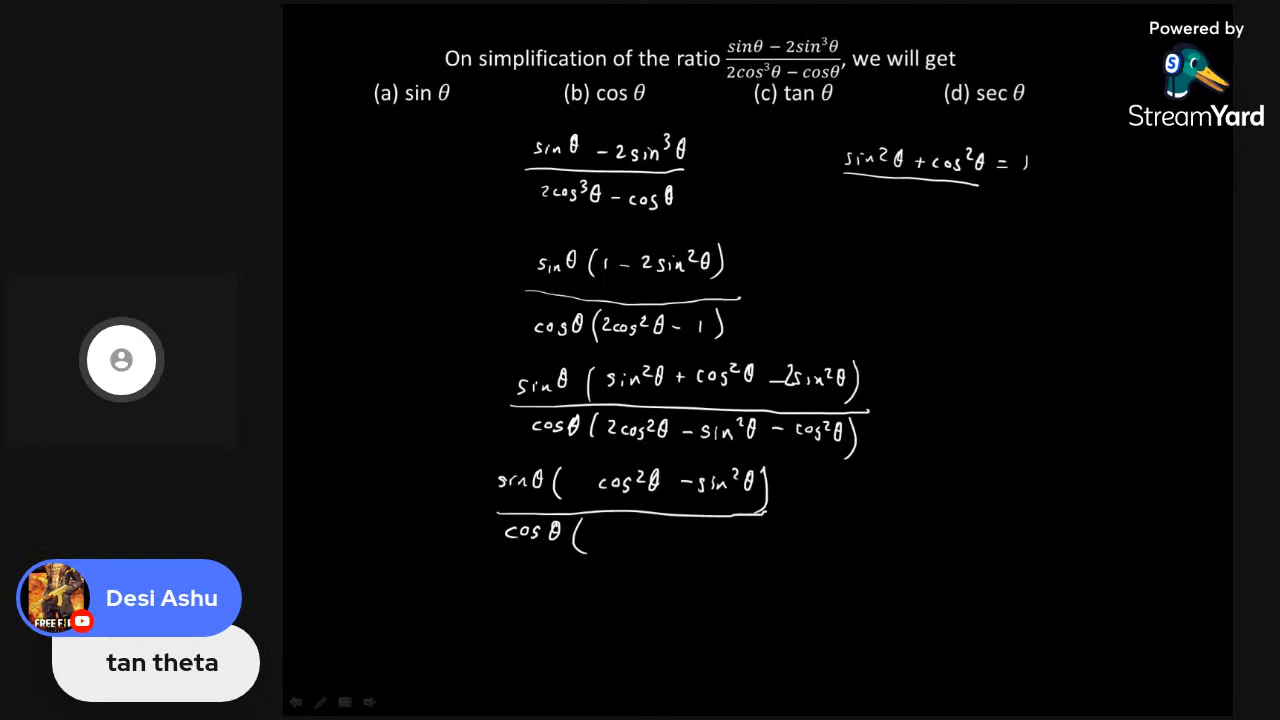 Powered by
StreamYard
On simplification of the ratio (sinθ − 2sin³θ)/(2cos³θ − cosθ), we will get
(a) sin θ (b) cos θ (c) tan θ (d) sec θ
sinθ − 2sin³θ
2cos³θ − cosθ
sin²θ + cos²θ = 1
sinθ (1 − 2sin²θ)
cosθ (2cos²θ − 1)
sinθ (sin²θ + cos²θ − 2sin²θ)
cosθ (2cos²θ − sin²θ − cos²θ)
sinθ ( cos²θ − sin²θ)
cosθ (
Desi Ashu
FREE FI
tan theta